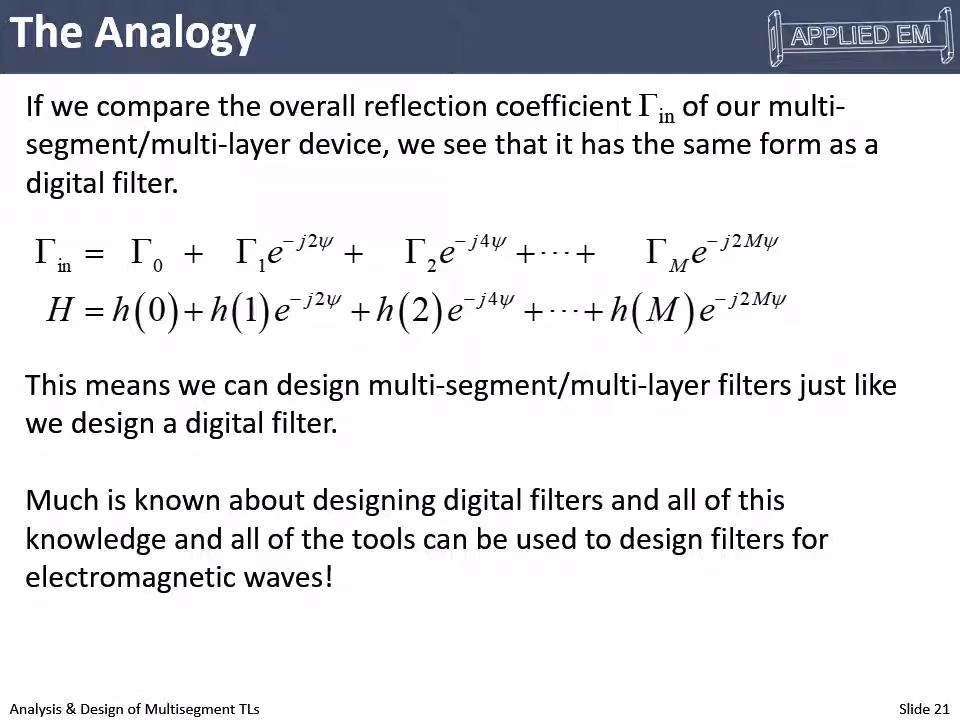 The Analogy
APPLIED EM
If we compare the overall reflection coefficient Γin of our multi-
segment/multi-layer device, we see that it has the same form as a
digital filter.
Γin = Γ0 + Γ1e^−j2ψ + Γ2e^−j4ψ +⋯+ ΓMe^−j2Mψ
H = h(0)+h(1)e^−j2ψ +h(2)e^−j4ψ +⋯+h(M)e^−j2Mψ
This means we can design multi-segment/multi-layer filters just like
we design a digital filter.
Much is known about designing digital filters and all of this
knowledge and all of the tools can be used to design filters for
electromagnetic waves!
Analysis & Design of Multisegment TLs
Slide 21